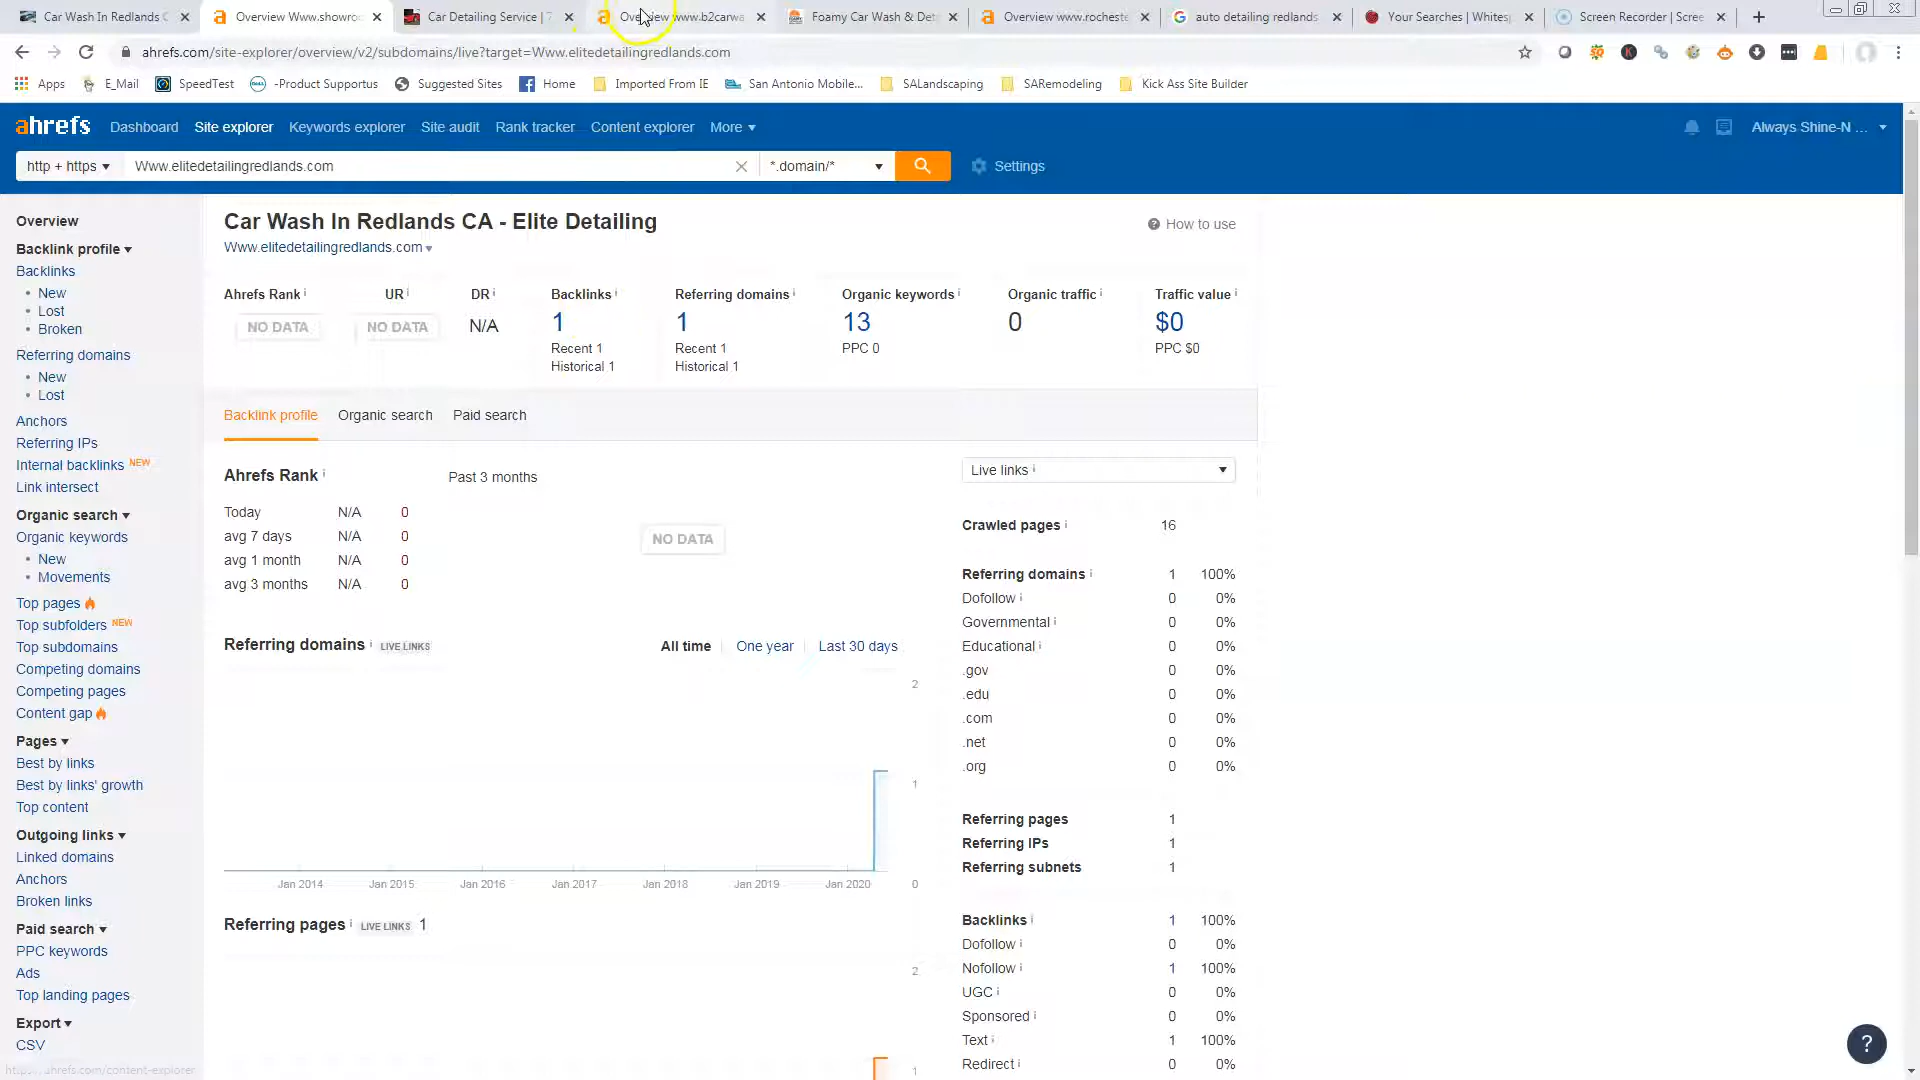 Car Wash In Redlands C
Overview Www.showroo
Car Detailing Service | 7
Overview www.b2carwa
Foamy Car Wash & Det
Overview www.rocheste
auto detailing redlands
Your Searches | Whitesp
Screen Recorder | Scree
ahrefs.com/site-explorer/overview/v2/subdomains/live?target=Www.elitedetailingredlands.com
Apps
E_Mail
SpeedTest
-Product Supportus
Suggested Sites
Home
Imported From IE
San Antonio Mobile...
SALandscaping
SARemodeling
Kick Ass Site Builder
ahrefs
Dashboard
Site explorer
Keywords explorer
Site audit
Rank tracker
Content explorer
More
Always Shine-N ...
http + https
Www.elitedetailingredlands.com
*.domain/*
Settings
Overview
Backlink profile
Backlinks
• New
• Lost
• Broken
Referring domains
• New
• Lost
Anchors
Referring IPs
Internal backlinks NEW
Link intersect
Organic search
Organic keywords
• New
• Movements
Top pages
Top subfolders NEW
Top subdomains
Competing domains
Competing pages
Content gap
Pages
Best by links
Best by links' growth
Top content
Outgoing links
Linked domains
Anchors
Broken links
Paid search
PPC keywords
Ads
Top landing pages
Export
CSV
https://ahrefs.com/content-explorer
Car Wash In Redlands CA - Elite Detailing
How to use
Www.elitedetailingredlands.com
Ahrefs Rank
NO DATA
UR
NO DATA
DR
N/A
Backlinks
1
Recent 1
Historical 1
Referring domains
1
Recent 1
Historical 1
Organic keywords
13
PPC 0
Organic traffic
0
Traffic value
$0
PPC $0
Backlink profile
Organic search
Paid search
Ahrefs Rank
Past 3 months
Today N/A 0
avg 7 days N/A 0
avg 1 month N/A 0
avg 3 months N/A 0
NO DATA
Referring domains LIVE LINKS
All time
One year
Last 30 days
2
1
0
Jan 2014
Jan 2015
Jan 2016
Jan 2017
Jan 2018
Jan 2019
Jan 2020
Referring pages LIVE LINKS 1
2
1
Live links
Crawled pages 16
Referring domains 1 100%
Dofollow 0 0%
Governmental 0 0%
Educational 0 0%
.gov 0 0%
.edu 0 0%
.com 0 0%
.net 0 0%
.org 0 0%
Referring pages 1
Referring IPs 1
Referring subnets 1
Backlinks 1 100%
Dofollow 0 0%
Nofollow 1 100%
UGC 0 0%
Sponsored 0 0%
Text 1 100%
Redirect 0 0%
?